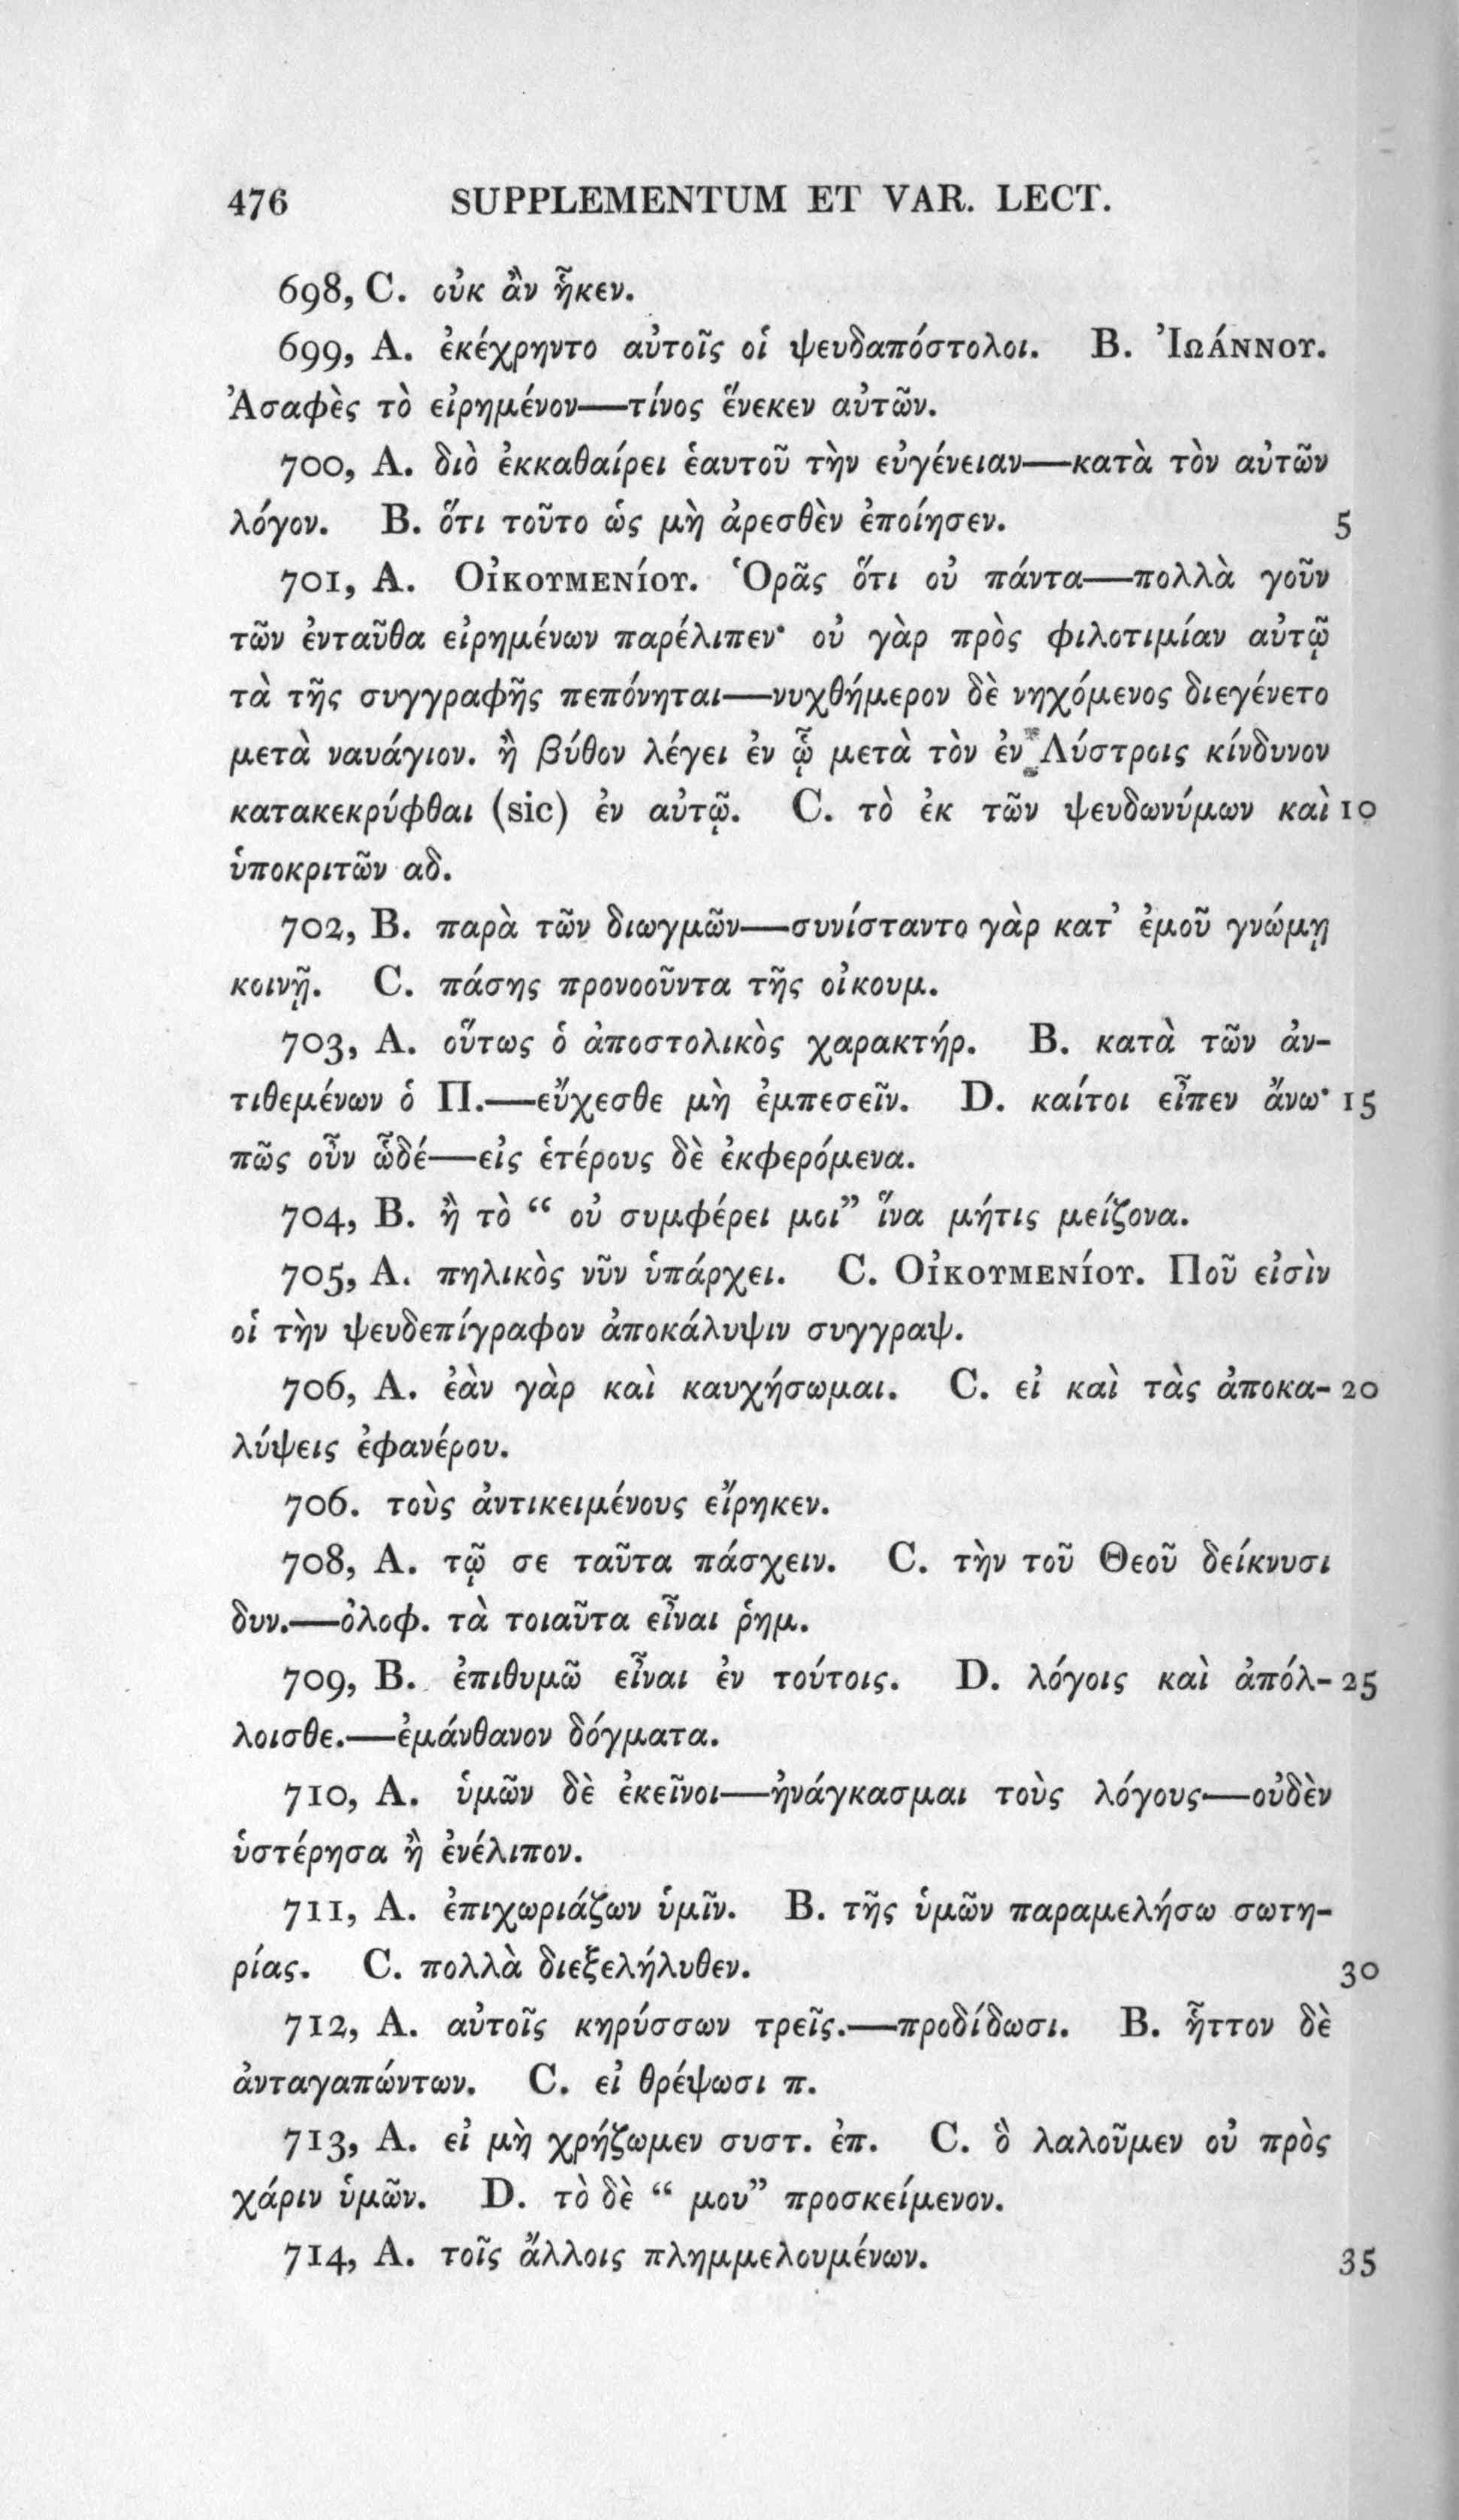 476 SUPPLEMENTUM ET VAR. LECT.
698, C. οὐκ ἂν ἧκεν.
699, A. ἐκέχρηντο αὐτοῖς οἱ ψευδαπόστολοι. B. ἸΩΆΝΝΟΥ.
Ἀσαφὲς τὸ εἰρημένον—τίνος ἕνεκεν αὐτῶν.
700, A. διὸ ἐκκαθαίρει ἑαυτοῦ τὴν εὐγένειαν—κατὰ τὸν αὐτῶν
λόγον. B. ὅτι τοῦτο ὡς μὴ ἀρεσθὲν ἐποίησεν. 5
701, A. ΟἸΚΟΥΜΕΝΊΟΥ. Ὁρᾶς ὅτι οὐ πάντα—πολλὰ γοῦν
τῶν ἐνταῦθα εἰρημένων παρέλιπεν· οὐ γὰρ πρὸς φιλοτιμίαν αὐτῷ
τὰ τῆς συγγραφῆς πεπόνηται—νυχθήμερον δὲ νηχόμενος διεγένετο
μετὰ ναυάγιον. ἢ βύθον λέγει ἐν ᾧ μετὰ τὸν ἐν Λύστροις κίνδυνον
κατακεκρύφθαι (sic) ἐν αὐτῷ. C. τὸ ἐκ τῶν ψευδωνύμων καὶ 10
ὑποκριτῶν αδ.
702, B. παρὰ τῶν διωγμῶν—συνίσταντο γὰρ κατ’ ἐμοῦ γνώμῃ
κοινῇ. C. πάσης προνοοῦντα τῆς οἰκουμ.
703, A. οὕτως ὁ ἀποστολικὸς χαρακτήρ. B. κατὰ τῶν ἀν-
τιθεμένων ὁ Π.—εὔχεσθε μὴ ἐμπεσεῖν. D. καίτοι εἶπεν ἄνω· 15
πῶς οὖν ὧδέ—εἰς ἑτέρους δὲ ἐκφερόμενα.
704, B. ἢ τὸ “ οὐ συμφέρει μοι” ἵνα μήτις μείζονα.
705, A. πηλικὸς νῦν ὑπάρχει. C. ΟἸΚΟΥΜΕΝΊΟΥ. Ποῦ εἰσὶν
οἱ τὴν ψευδεπίγραφον ἀποκάλυψιν συγγραψ.
706, A. ἐὰν γὰρ καὶ καυχήσωμαι. C. εἰ καὶ τὰς ἀποκα- 20
λύψεις ἐφανέρου.
706. τοὺς ἀντικειμένους εἴρηκεν.
708, A. τῷ σε ταῦτα πάσχειν. C. τὴν τοῦ Θεοῦ δείκνυσι
δυν.—ὀλοφ. τὰ τοιαῦτα εἶναι ῥημ.
709, B. ἐπιθυμῶ εἶναι ἐν τούτοις. D. λόγοις καὶ ἀπόλ- 25
λοισθε.—ἐμάνθανον δόγματα.
710, A. ὑμῶν δὲ ἐκεῖνοι—ἠνάγκασμαι τοὺς λόγους—οὐδὲν
ὑστέρησα ἢ ἐνέλιπον.
711, A. ἐπιχωριάζων ὑμῖν. B. τῆς ὑμῶν παραμελήσω σωτη-
ρίας. C. πολλὰ διεξελήλυθεν. 30
712, A. αὐτοῖς κηρύσσων τρεῖς.—προδίδωσι. B. ἧττον δὲ
ἀνταγαπώντων. C. εἰ θρέψωσι π.
713, A. εἰ μὴ χρήζωμεν συστ. ἐπ. C. ὃ λαλοῦμεν οὐ πρὸς
χάριν ὑμῶν. D. τὸ δὲ “ μου” προσκείμενον.
714, A. τοῖς ἄλλοις πλημμελουμένων. 35